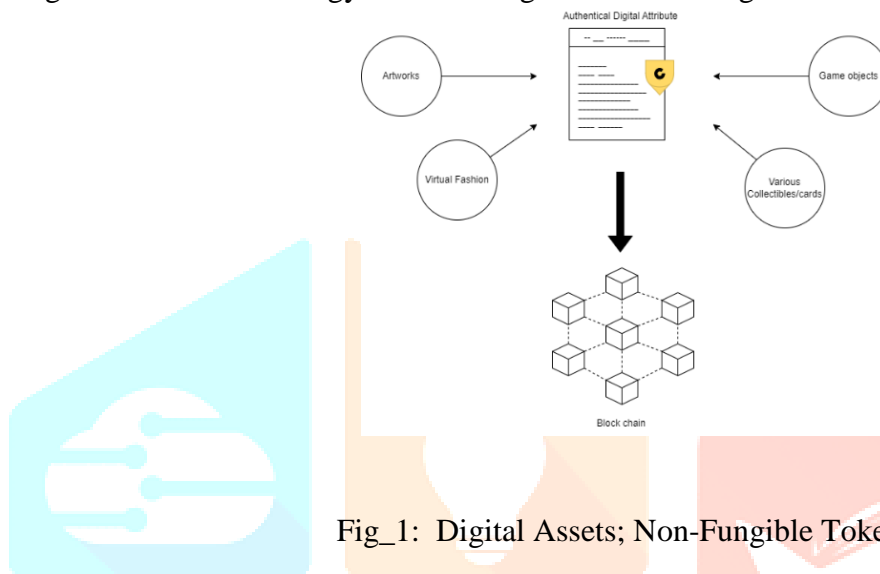 Authentical Digital Attribute
Artworks
Game objects
Virtual Fashion
Various
Collectibles/cards
Block chain
Fig_1: Digital Assets; Non-Fungible Toke